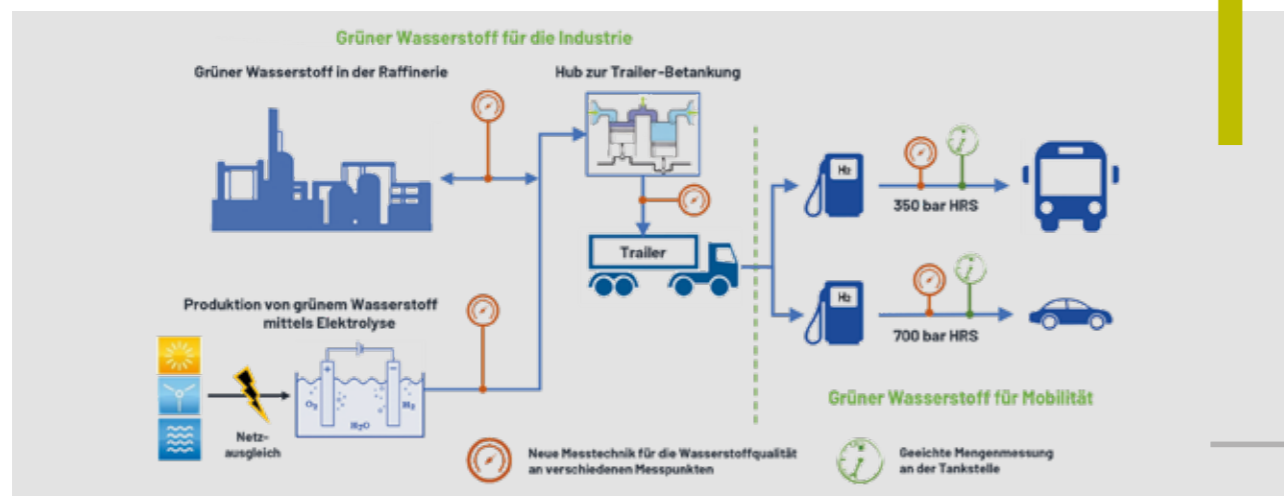 Grüner Wasserstoff für die Industrie
Grüner Wasserstoff in der Raffinerie
Hub zur Trailer-Betankung
H₂
350 bar HRS
Trailer
Produktion von grünem Wasserstoff
mittels Elektrolyse
H₂
700 bar HRS
+
−
O₂
H₂
H₂O
Netz-
ausgleich
Grüner Wasserstoff für Mobilität
Neue Messtechnik für die Wasserstoffqualität
an verschiedenen Messpunkten
Geeichte Mengenmessung
an der Tankstelle